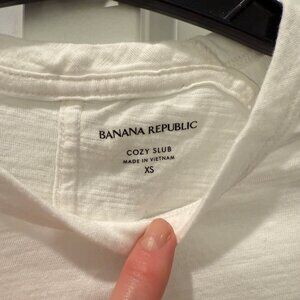 BANANA REPUBLIC
COZY SLUB
MADE IN VIETNAM
XS